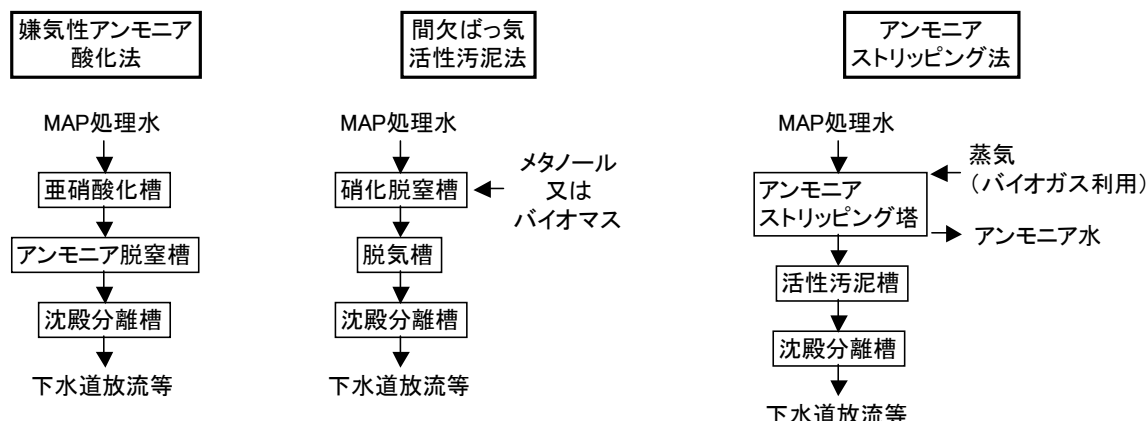 嫌気性アンモニア
酸化法
MAP処理水
亜硝酸化槽
アンモニア脱窒槽
沈殿分離槽
下水道放流等
間欠ばっ気
活性汚泥法
MAP処理水
硝化脱窒槽
メタノール
又は
バイオマス
脱気槽
沈殿分離槽
下水道放流等
アンモニア
ストリッピング法
MAP処理水
蒸気
（バイオガス利用）
アンモニア
ストリッピング塔
アンモニア水
活性汚泥槽
沈殿分離槽
下水道放流等